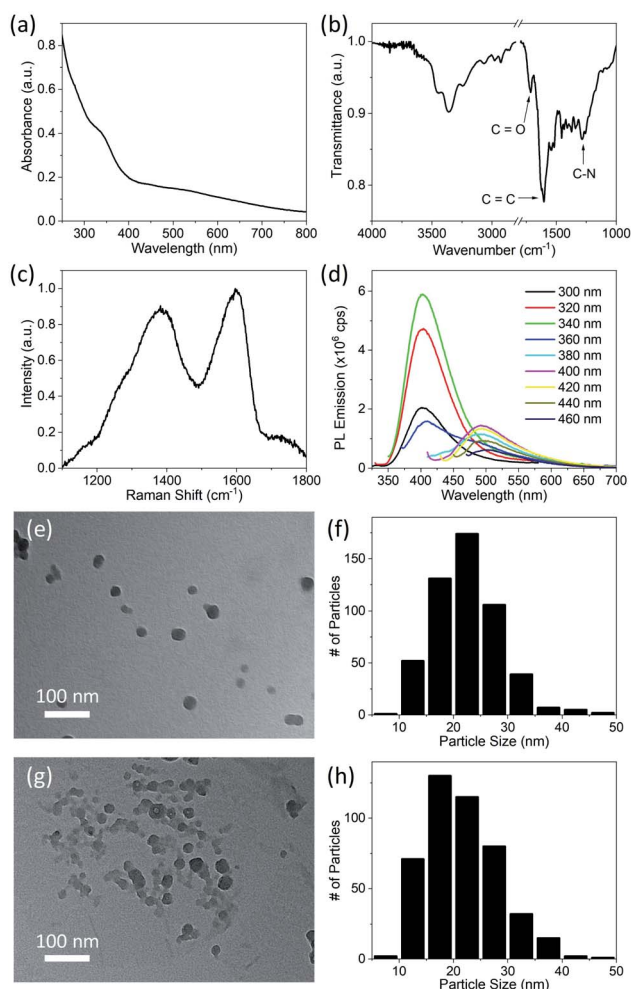 (a)
0.8
0.6
0.4
0.2
0.0
Absorbance (a.u.)
300 400 500 600 700 800
Wavelength (nm)
(b)
1.0
0.9
0.8
Transmittance (a.u.)
C = O
C = C
C-N
4000 3500 3000 1500 1000
Wavenumber (cm-1)
(c)
1.0
0.8
0.6
0.4
0.2
0.0
Intensity (a.u.)
1200 1400 1600 1800
Raman Shift (cm-1)
(d)
6
4
2
0
PL Emission (x10⁶ cps)
300 nm
320 nm
340 nm
360 nm
380 nm
400 nm
420 nm
440 nm
460 nm
350 400 450 500 550 600 650 700
Wavelength (nm)
(e)
100 nm
(f)
150
100
50
0
# of Particles
10 20 30 40 50
Particle Size (nm)
(g)
100 nm
(h)
120
90
60
30
0
# of Particles
10 20 30 40 50
Particle Size (nm)